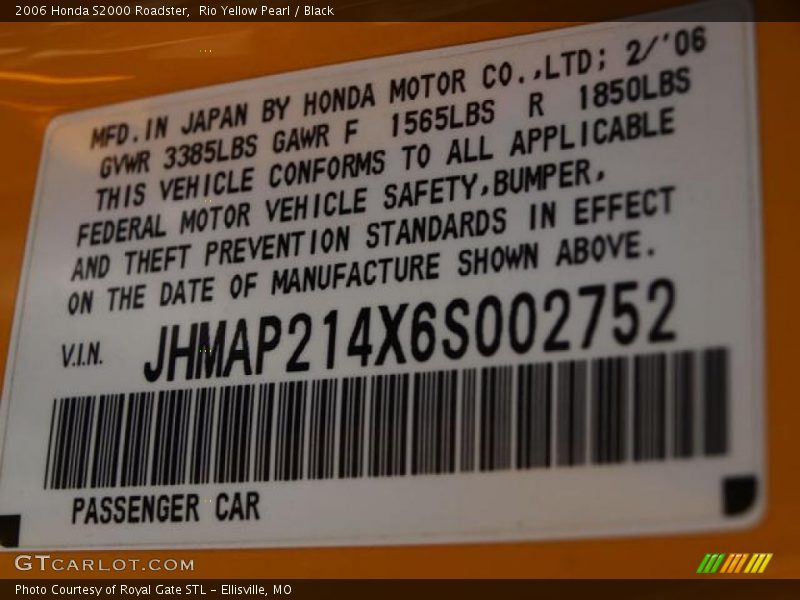 2006 Honda S2000 Roadster,  Rio Yellow Pearl / Black
MFD. IN JAPAN BY HONDA MOTOR CO.,LTD; 2/'06
GVWR 3385LBS GAWR F 1565LBS R 1850LBS
THIS VEHICLE CONFORMS TO ALL APPLICABLE
FEDERAL MOTOR VEHICLE SAFETY,BUMPER,
AND THEFT PREVENTION STANDARDS IN EFFECT
ON THE DATE OF MANUFACTURE SHOWN ABOVE.
V.I.N. JHMAP214X6S002752
PASSENGER CAR
GTCARLOT.COM
Photo Courtesy of Royal Gate STL – Ellisville, MO